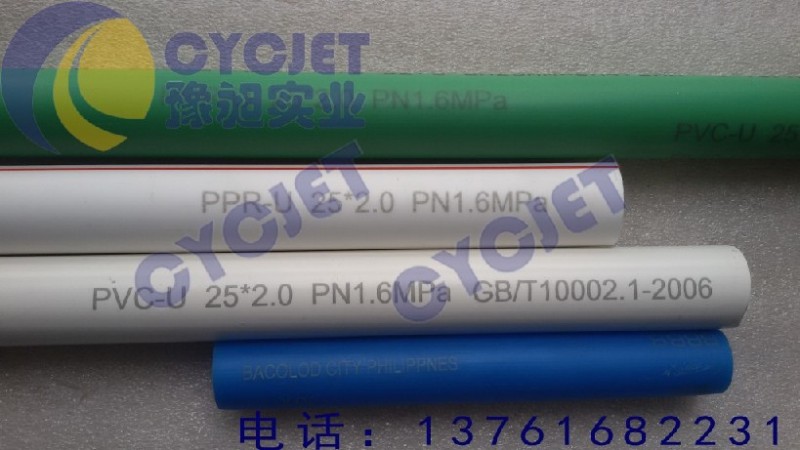 CYCJET
豫昶实业
PN1.6MPa
PVC-U 25
PPR-U 25*2.0 PN1.6MPa
CYCJET
CYCJET
PVC-U 25*2.0 PN1.6MPa GB/T10002.1-2006
BACOLOD CITY PHILIPPNES
电话：13761682231